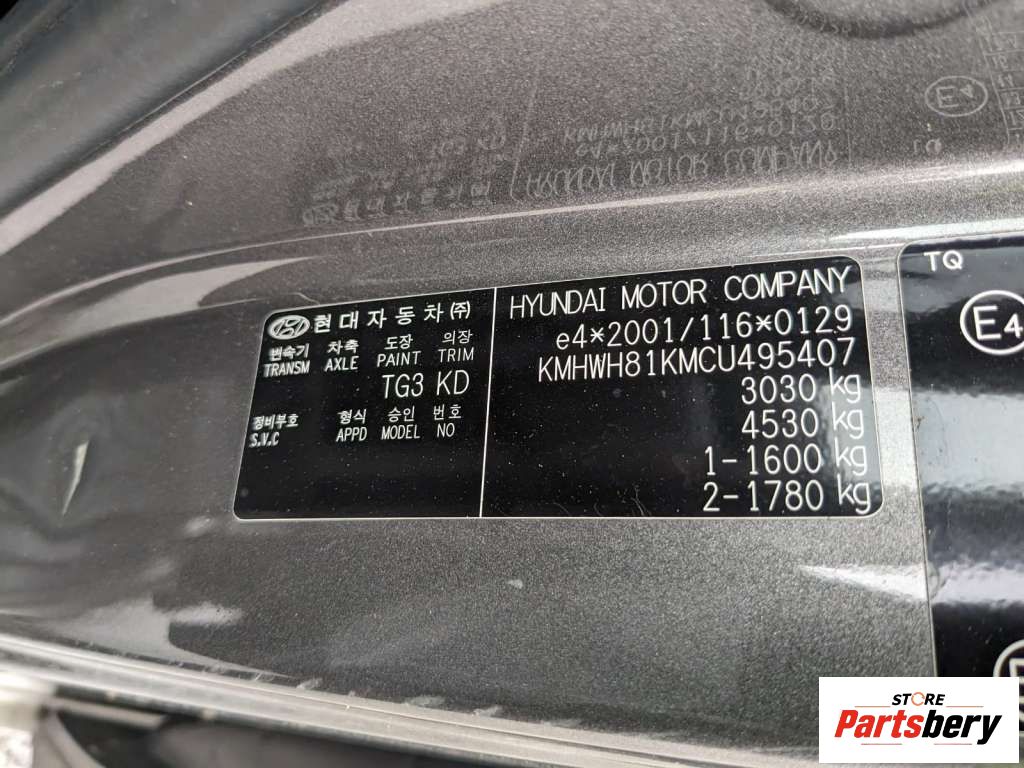 현대자동차(주)
변속기 차축 도장 의장
TRANSM AXLE PAINT TRIM
TG3 KD
정비부호 형식 승인 번호
S.V.C APPD MODEL NO
HYUNDAI MOTOR COMPANY
e4*2001/116*0129
KMHWH81KMCU495407
3030 kg
4530 kg
1-1600 kg
2-1780 kg
TQ
E4
STORE
Partsbery